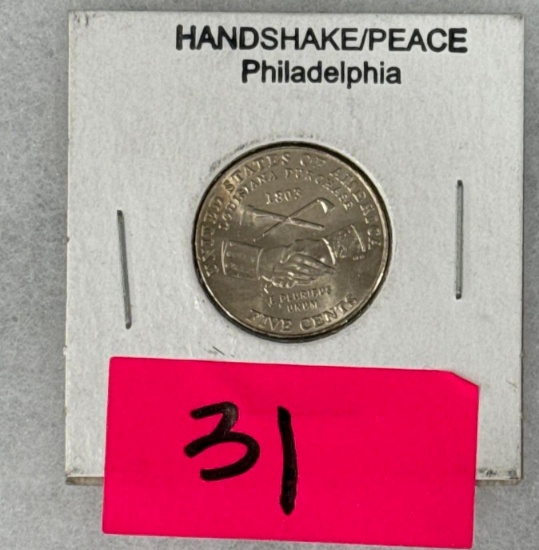 HANDSHAKE/PEACE
Philadelphia
UNITED STATES OF AMERICA
LOUISIANA PURCHASE
1803
E PLURIBUS
UNUM
FIVE CENTS
31